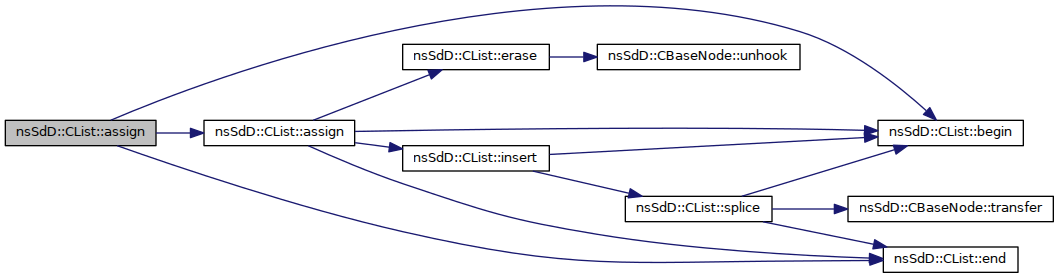 nsSdD::CList::assign
nsSdD::CList::assign
nsSdD::CList::erase
nsSdD::CBaseNode::unhook
nsSdD::CList::insert
nsSdD::CList::begin
nsSdD::CList::splice
nsSdD::CBaseNode::transfer
nsSdD::CList::end